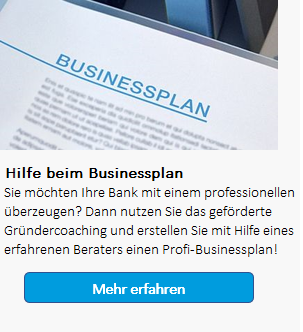 BUSINESSPLAN
Hilfe beim Businessplan
Sie möchten Ihre Bank mit einem professionellen
überzeugen? Dann nutzen Sie das geförderte
Gründercoaching und erstellen Sie mit Hilfe eines
erfahrenen Beraters einen Profi-Businessplan!
Mehr erfahren